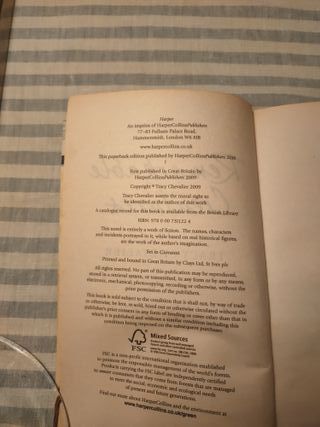 Harper
An imprint of HarperCollinsPublishers
77–85 Fulham Palace Road,
Hammersmith, London W6 8JB
www.harpercollins.co.uk
This paperback edition published by HarperCollinsPublishers 2010
1
First published in Great Britain by
HarperCollinsPublishers 2009
Copyright © Tracy Chevalier 2009
Tracy Chevalier asserts the moral right to
be identified as the author of this work
A catalogue record for this book is available from the British Library
ISBN: 978 0 00
This novel is entirely a work of fiction. The names, characters
and incidents portrayed in it, while based on real historical figures,
are the work of the author's imagination.
Set in Giovanni
Printed and bound in Great Britain by Clays Ltd, St Ives plc
All rights reserved. No part of this publication may be reproduced,
stored in a retrieval system, or transmitted, in any form or by any means,
electronic, mechanical, photocopying, recording or otherwise, without the
prior permission of the publishers.
This book is sold subject to the condition that it shall not, by way of trade
or otherwise, be lent, re-sold, hired out or otherwise circulated without the
publisher's prior consent in any form of binding or cover other than that in
which it is published and without a similar condition including this
condition being imposed on the subsequent purchaser.
FSC
Mixed Sources
FSC is a non-profit international organisation established
to promote the responsible management of the world's forests.
Products carrying the FSC label are independently certified
to assure consumers that they come from forests that are managed
to meet the social, economic and ecological needs
of present and future generations.
Find out more about HarperCollins and the environment at
www.harpercollins.co.uk/green